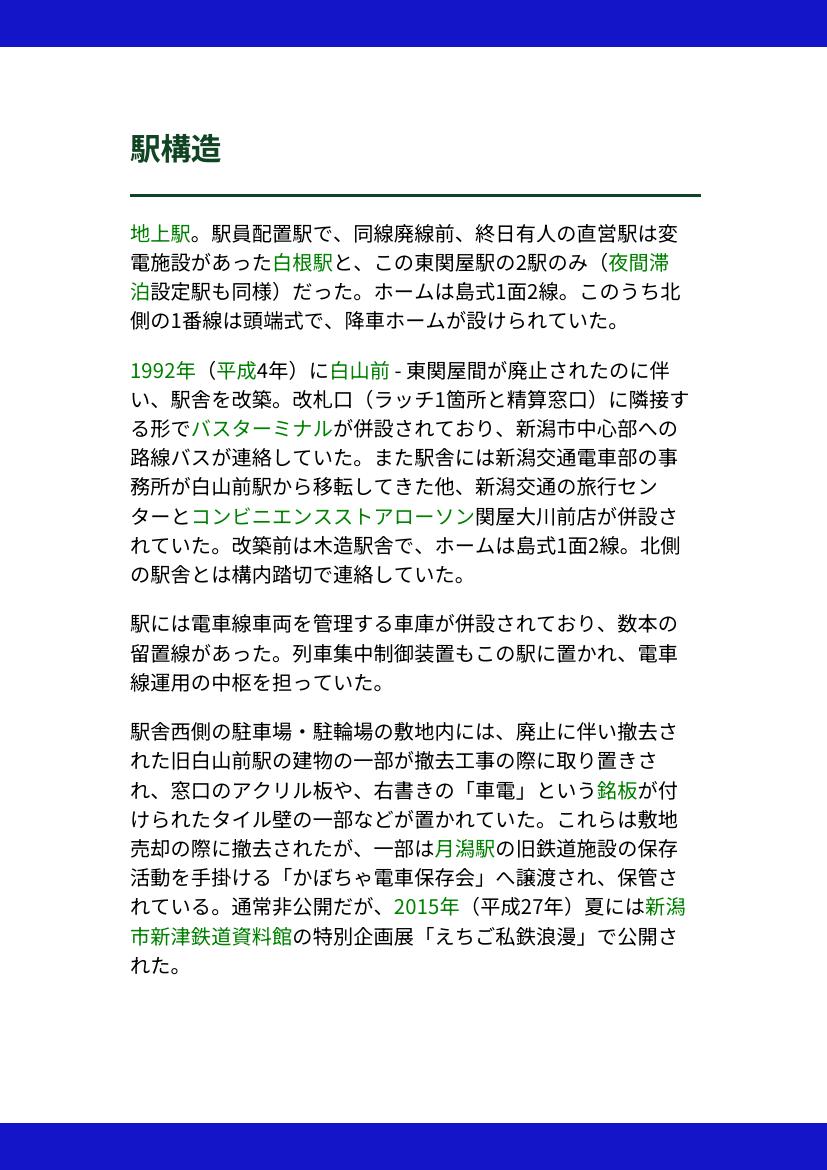 駅構造
地上駅。駅員配置駅で、同線廃線前、終日有人の直営駅は変
電施設があった白根駅と、この東関屋駅の2駅のみ（夜間滞
泊設定駅も同様）だった。ホームは島式1面2線。このうち北
側の1番線は頭端式で、降車ホームが設けられていた。
1992年（平成4年）に白山前 - 東関屋間が廃止されたのに伴
い、駅舎を改築。改札口（ラッチ1箇所と精算窓口）に隣接す
る形でバスターミナルが併設されており、新潟市中心部への
路線バスが連絡していた。また駅舎には新潟交通電車部の事
務所が白山前駅から移転してきた他、新潟交通の旅行セン
ターとコンビニエンスストアローソン関屋大川前店が併設さ
れていた。改築前は木造駅舎で、ホームは島式1面2線。北側
の駅舎とは構内踏切で連絡していた。
駅には電車線車両を管理する車庫が併設されており、数本の
留置線があった。列車集中制御装置もこの駅に置かれ、電車
線運用の中枢を担っていた。
駅舎西側の駐車場・駐輪場の敷地内には、廃止に伴い撤去さ
れた旧白山前駅の建物の一部が撤去工事の際に取り置きさ
れ、窓口のアクリル板や、右書きの「車電」という銘板が付
けられたタイル壁の一部などが置かれていた。これらは敷地
売却の際に撤去されたが、一部は月潟駅の旧鉄道施設の保存
活動を手掛ける「かぼちゃ電車保存会」へ譲渡され、保管さ
れている。通常非公開だが、2015年（平成27年）夏には新潟
市新津鉄道資料館の特別企画展「えちご私鉄浪漫」で公開さ
れた。